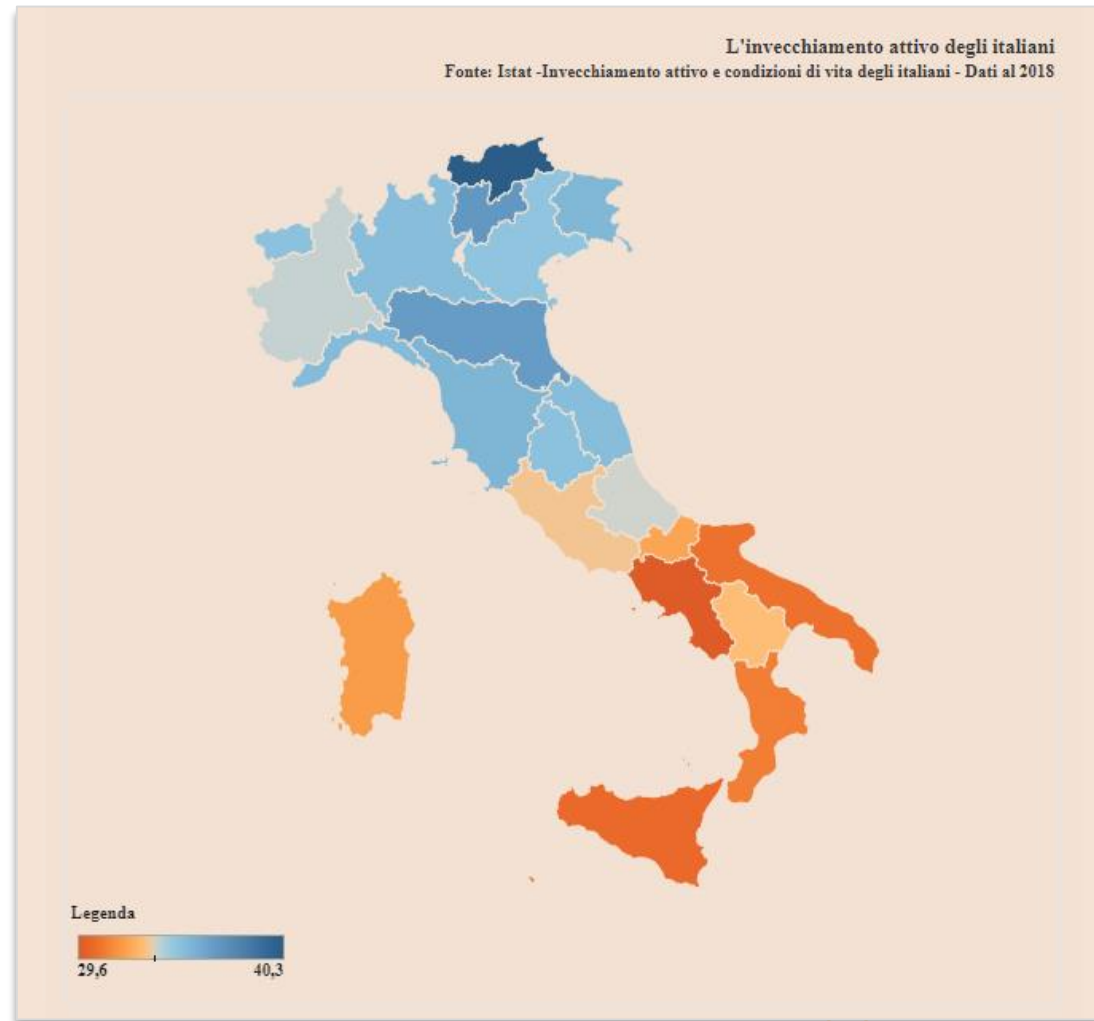 L'invecchiamento attivo degli italiani
Fonte: Istat -Invecchiamento attivo e condizioni di vita degli italiani - Dati al 2018
Legenda
29,6 40,3